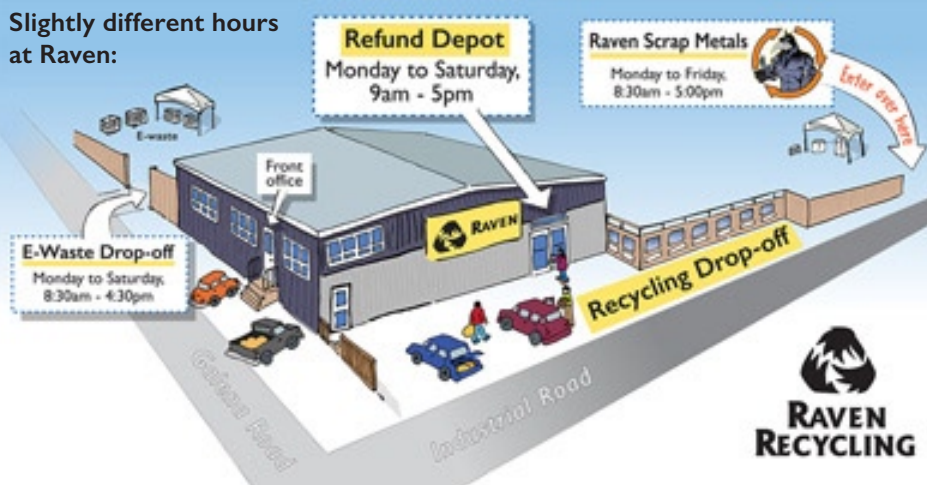 Slightly different hours
at Raven:
Refund Depot
Monday to Saturday,
9am - 5pm
Raven Scrap Metals
Monday to Friday,
8:30am - 5:00pm
Enter over here
E-waste
Front
office
RAVEN
E-Waste Drop-off
Monday to Saturday,
8:30am - 4:30pm
Recycling Drop-off
Galena Road
Industrial Road
RAVEN
RECYCLING